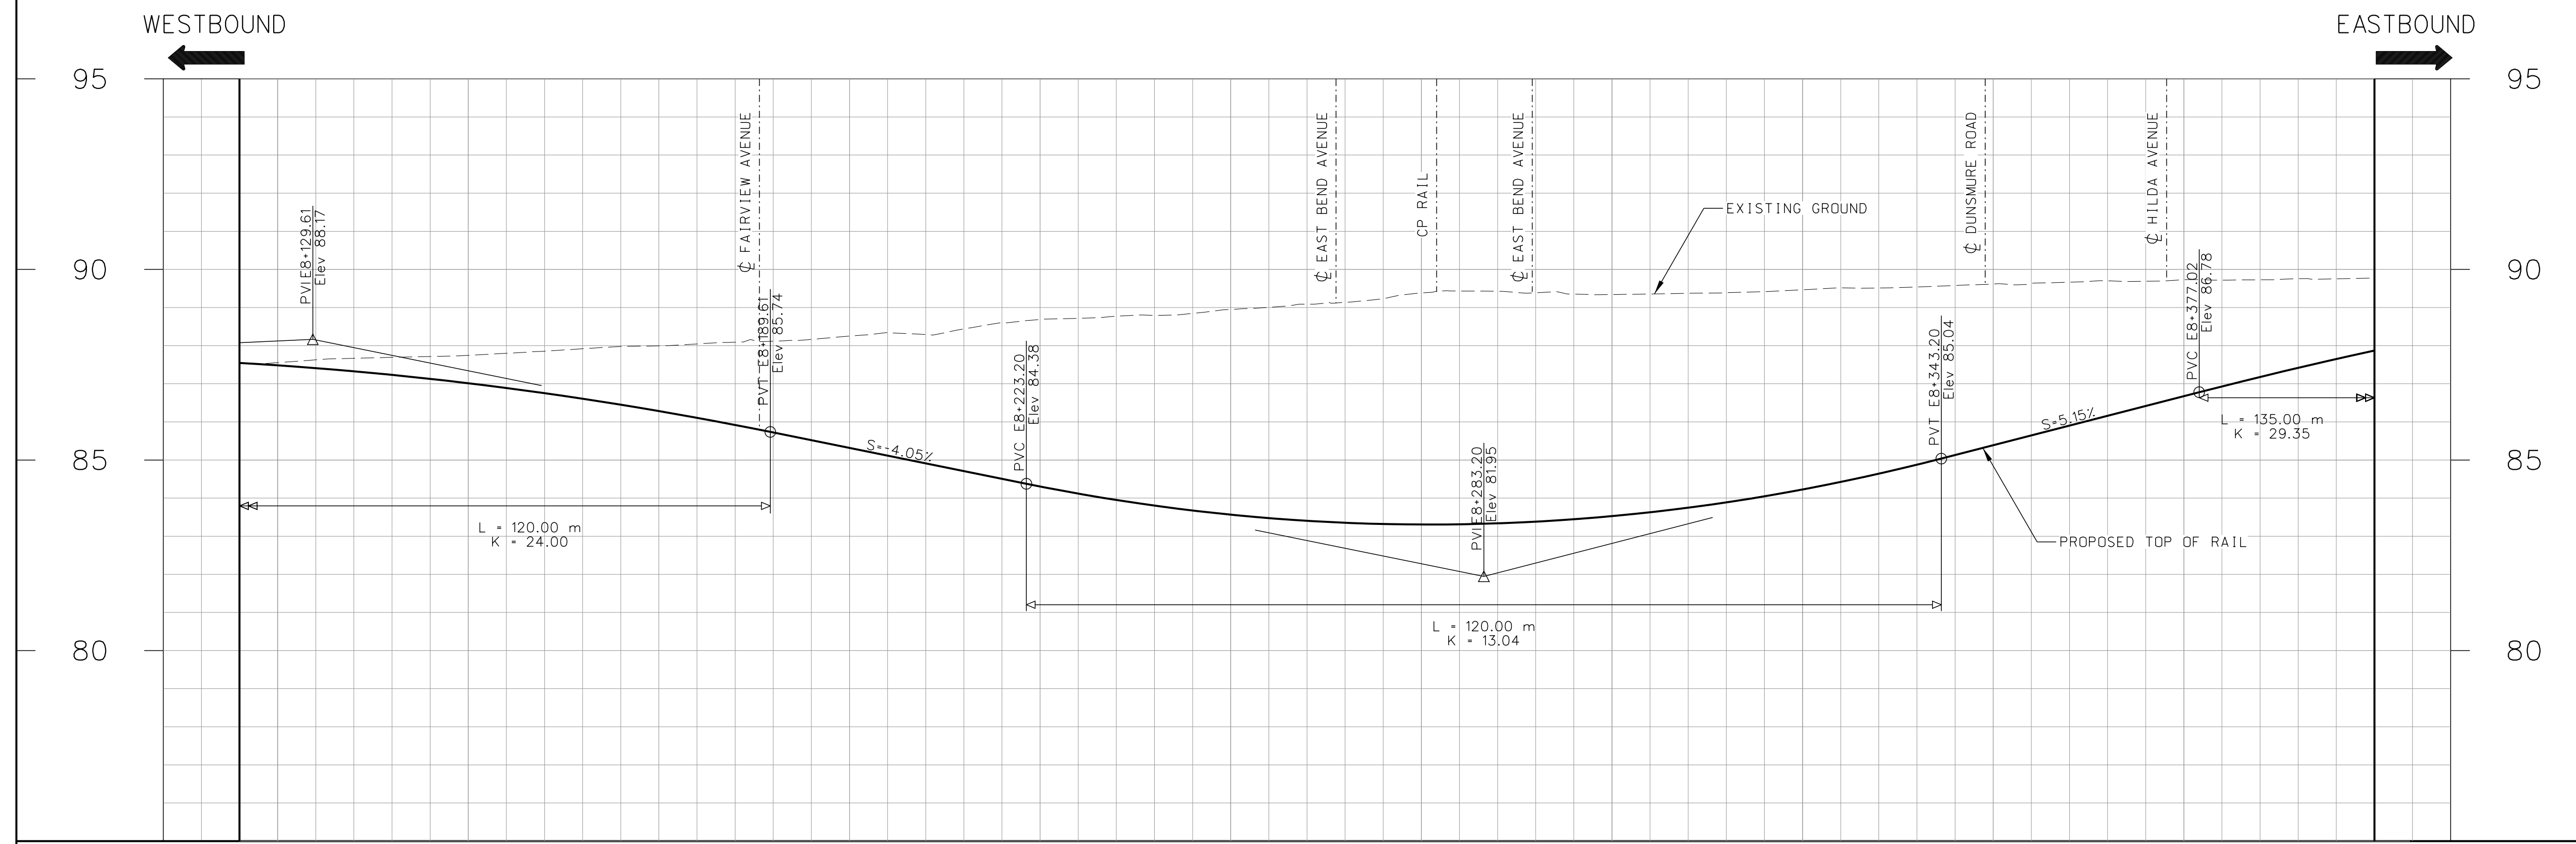 WESTBOUND
EASTBOUND
95
95
90
90
85
85
80
80
PVI E8+129.61
Elev 88.17
℄ FAIRVIEW AVENUE
PVT E8+189.61
Elev 85.74
PVC E8+223.20
Elev 84.38
℄ EAST BEND AVENUE
CP RAIL
PVI E8+283.20
Elev 81.95
℄ EAST BEND AVENUE
EXISTING GROUND
PVT E8+343.20
Elev 85.04
℄ DUNSMURE ROAD
℄ HILDA AVENUE
PVC E8+377.02
Elev 86.78
S=-4.05%
S=5.15%
L = 120.00 m
K = 24.00
L = 120.00 m
K = 13.04
L = 135.00 m
K = 29.35
PROPOSED TOP OF RAIL